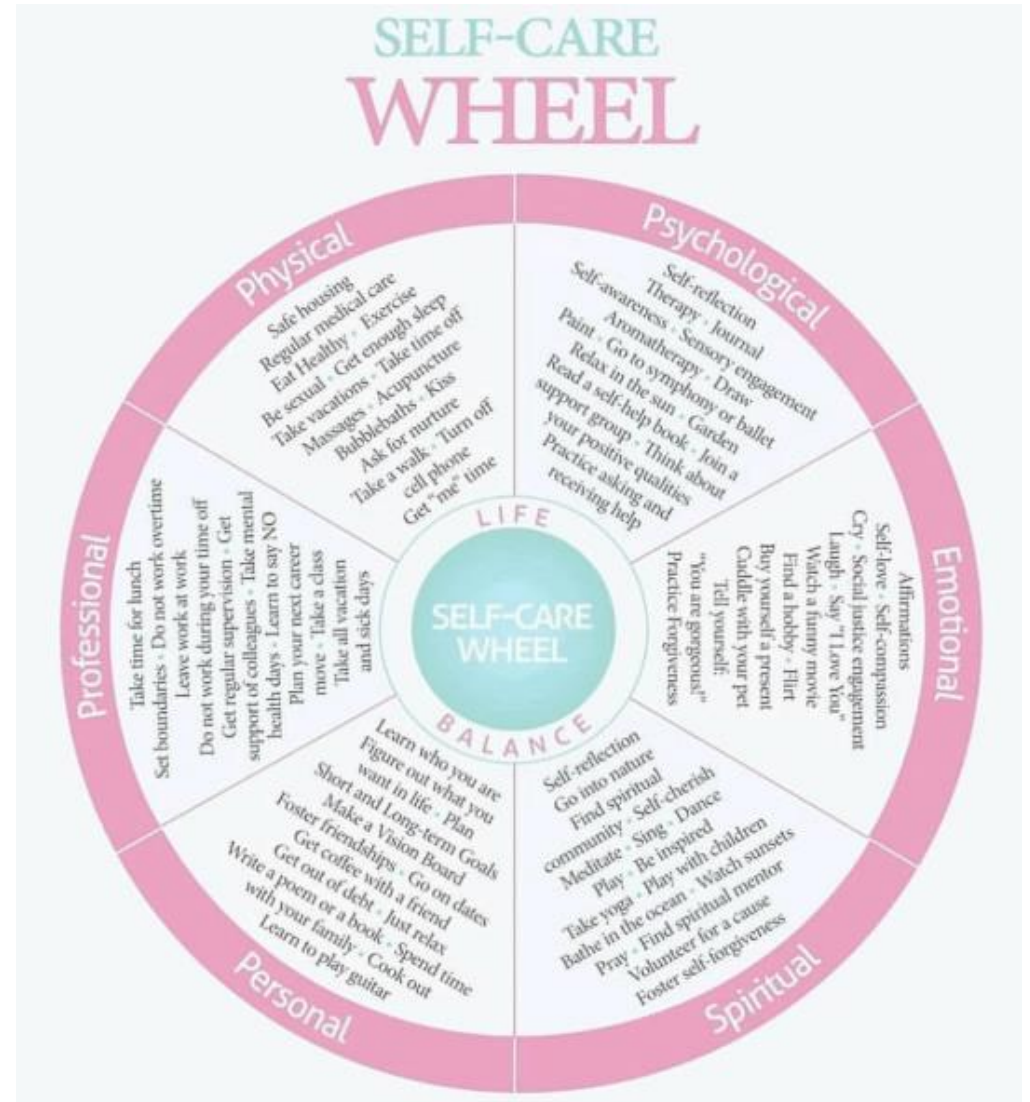 SELF-CARE
WHEEL
Physical
Safe housing
Regular medical care
Eat Healthy • Exercise
Be sexual • Get enough sleep
Take vacations • Take time off
Massages • Acupuncture
Bubblebaths • Kiss
Ask for nurture
Take a walk • Turn off
cell phone
Get "me" time
Psychological
Self-reflection
Therapy • Journal
Self-awareness • Sensory engagement
Aromatherapy • Draw
Paint • Go to symphony or ballet
Relax in the sun • Garden
Read a self-help book • Join a
support group • Think about
your positive qualities
Practice asking and
receiving help
Emotional
Affirmations
Self-love • Self-compassion
Cry • Social justice engagement
Laugh • Say "I Love You"
Watch a funny movie
Find a hobby • Flirt
Buy yourself a present
Cuddle with your pet
Tell yourself:
"You are gorgeous!"
Practice Forgiveness
Spiritual
Self-reflection
Go into nature
Find spiritual
community • Self-cherish
Meditate • Sing • Dance
Play • Be inspired
Take yoga • Play with children
Bathe in the ocean • Watch sunsets
Pray • Find spiritual mentor
Volunteer for a cause
Foster self-forgiveness
Personal
Learn who you are
Figure out what you
want in life • Plan
Short and Long-term Goals
Make a Vision Board
Foster friendships • Go on dates
Get coffee with a friend
Get out of debt • Just relax
Write a poem or a book • Spend time
with your family • Cook out
Learn to play guitar
Professional
Take time for lunch
Set boundaries • Do not work overtime
Leave work at work
Do not work during your time off
Get regular supervision • Get
support of colleagues • Take mental
health days • Learn to say NO
Plan your next career
move • Take a class
Take all vacation
and sick days
LIFE
SELF-CARE
WHEEL
BALANCE